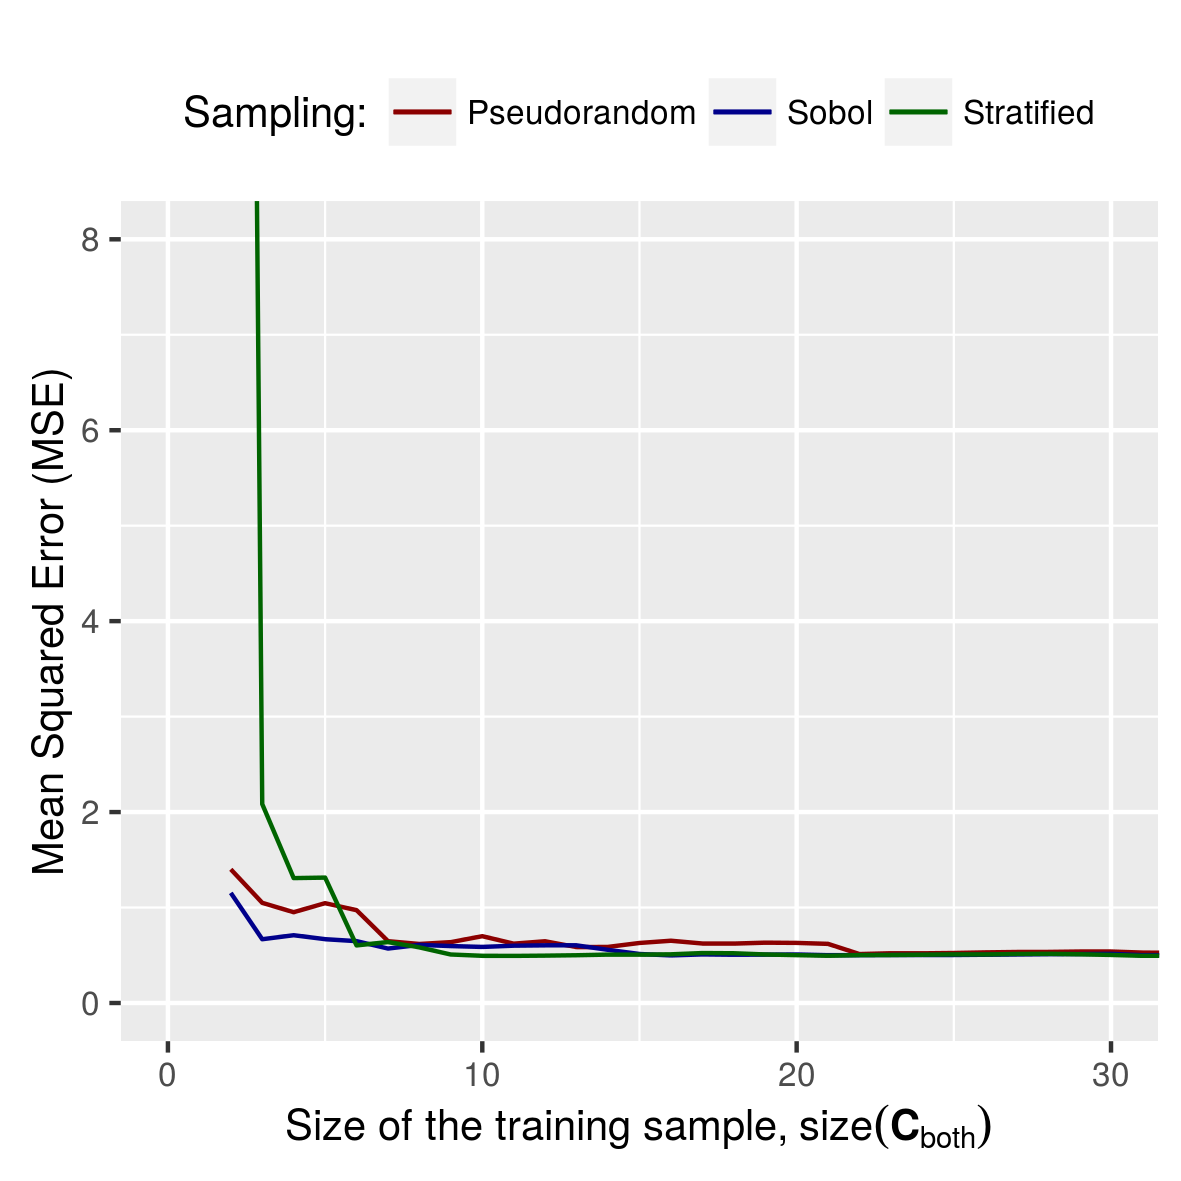 Sampling: Pseudorandom Sobol Stratified
Mean Squared Error (MSE)
8
6
4
2
0
0 10 20 30
Size of the training sample, size(C_both)